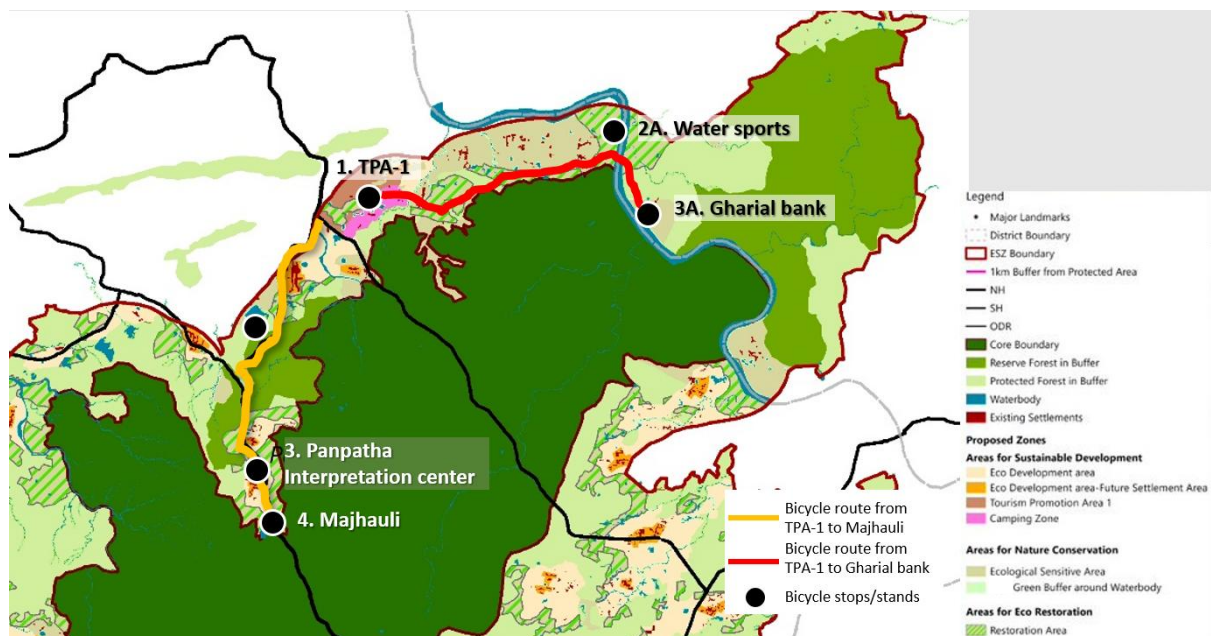 2A. Water sports
1. TPA-1
3A. Gharial bank
3. Panpatha
Interpretation center
4. Majhauli
Bicycle route from
TPA-1 to Majhauli
Bicycle route from
TPA-1 to Gharial bank
Bicycle stops/stands
Legend
Major Landmarks
District Boundary
ESZ Boundary
1km Buffer from Protected Area
NH
SH
ODR
Core Boundary
Reserve Forest in Buffer
Protected Forest in Buffer
Waterbody
Existing Settlements
Proposed Zones
Areas for Sustainable Development
Eco Development area
Eco Development area-Future Settlement Area
Tourism Promotion Area 1
Camping Zone
Areas for Nature Conservation
Ecological Sensitive Area
Green Buffer around Waterbody
Areas for Eco Restoration
Restoration Area